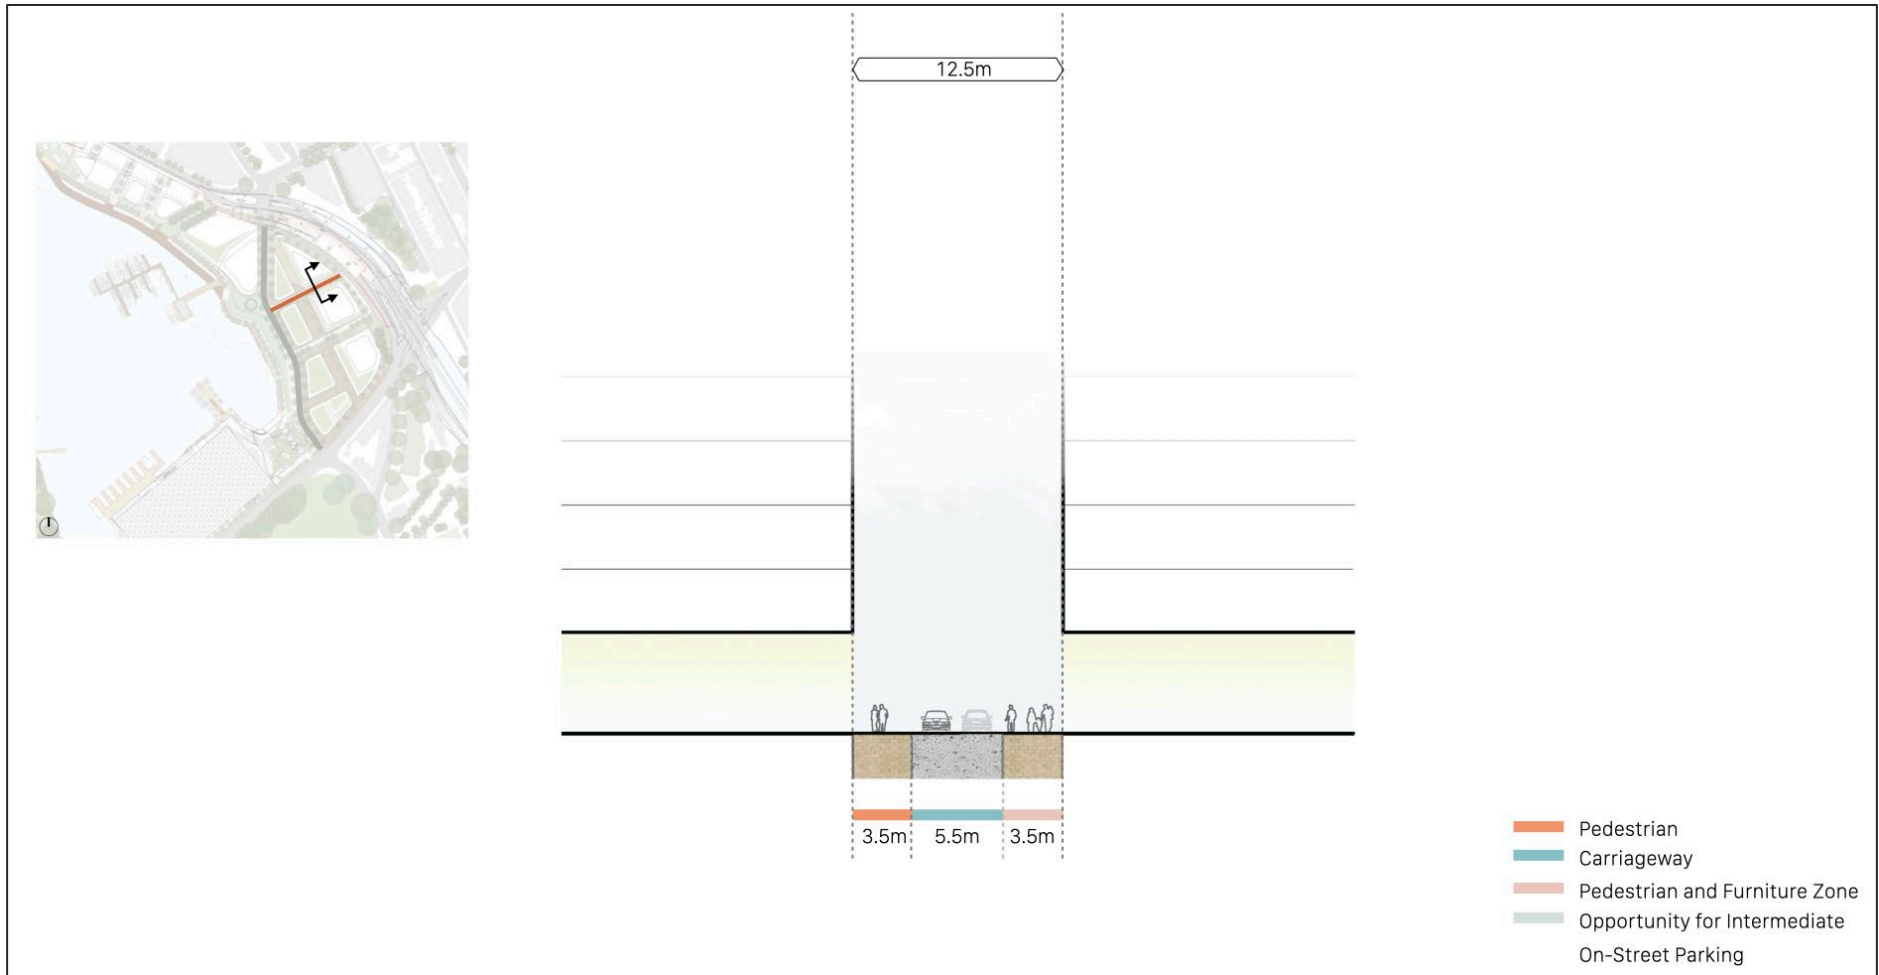 12.5m
3.5m 5.5m 3.5m
Pedestrian
Carriageway
Pedestrian and Furniture Zone
Opportunity for Intermediate
On-Street Parking